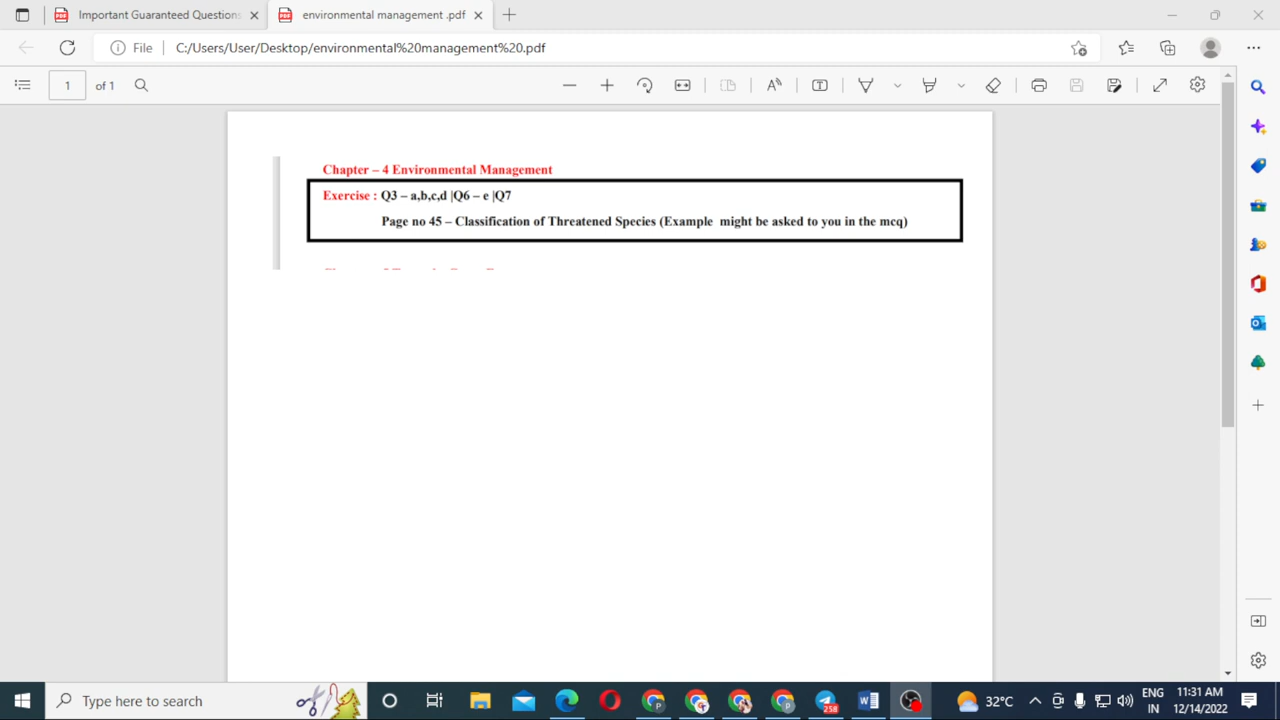 Important Guaranteed Questions
environmental management .pdf
File
C:/Users/User/Desktop/environmental%20management%20.pdf
1
of 1
Chapter – 4 Environmental Management
Exercise : Q3 – a,b,c,d |Q6 – e |Q7
Page no 45 – Classification of Threatened Species (Example might be asked to you in the mcq)
Type here to search
258
32°C
ENG
IN
11:31 AM
12/14/2022